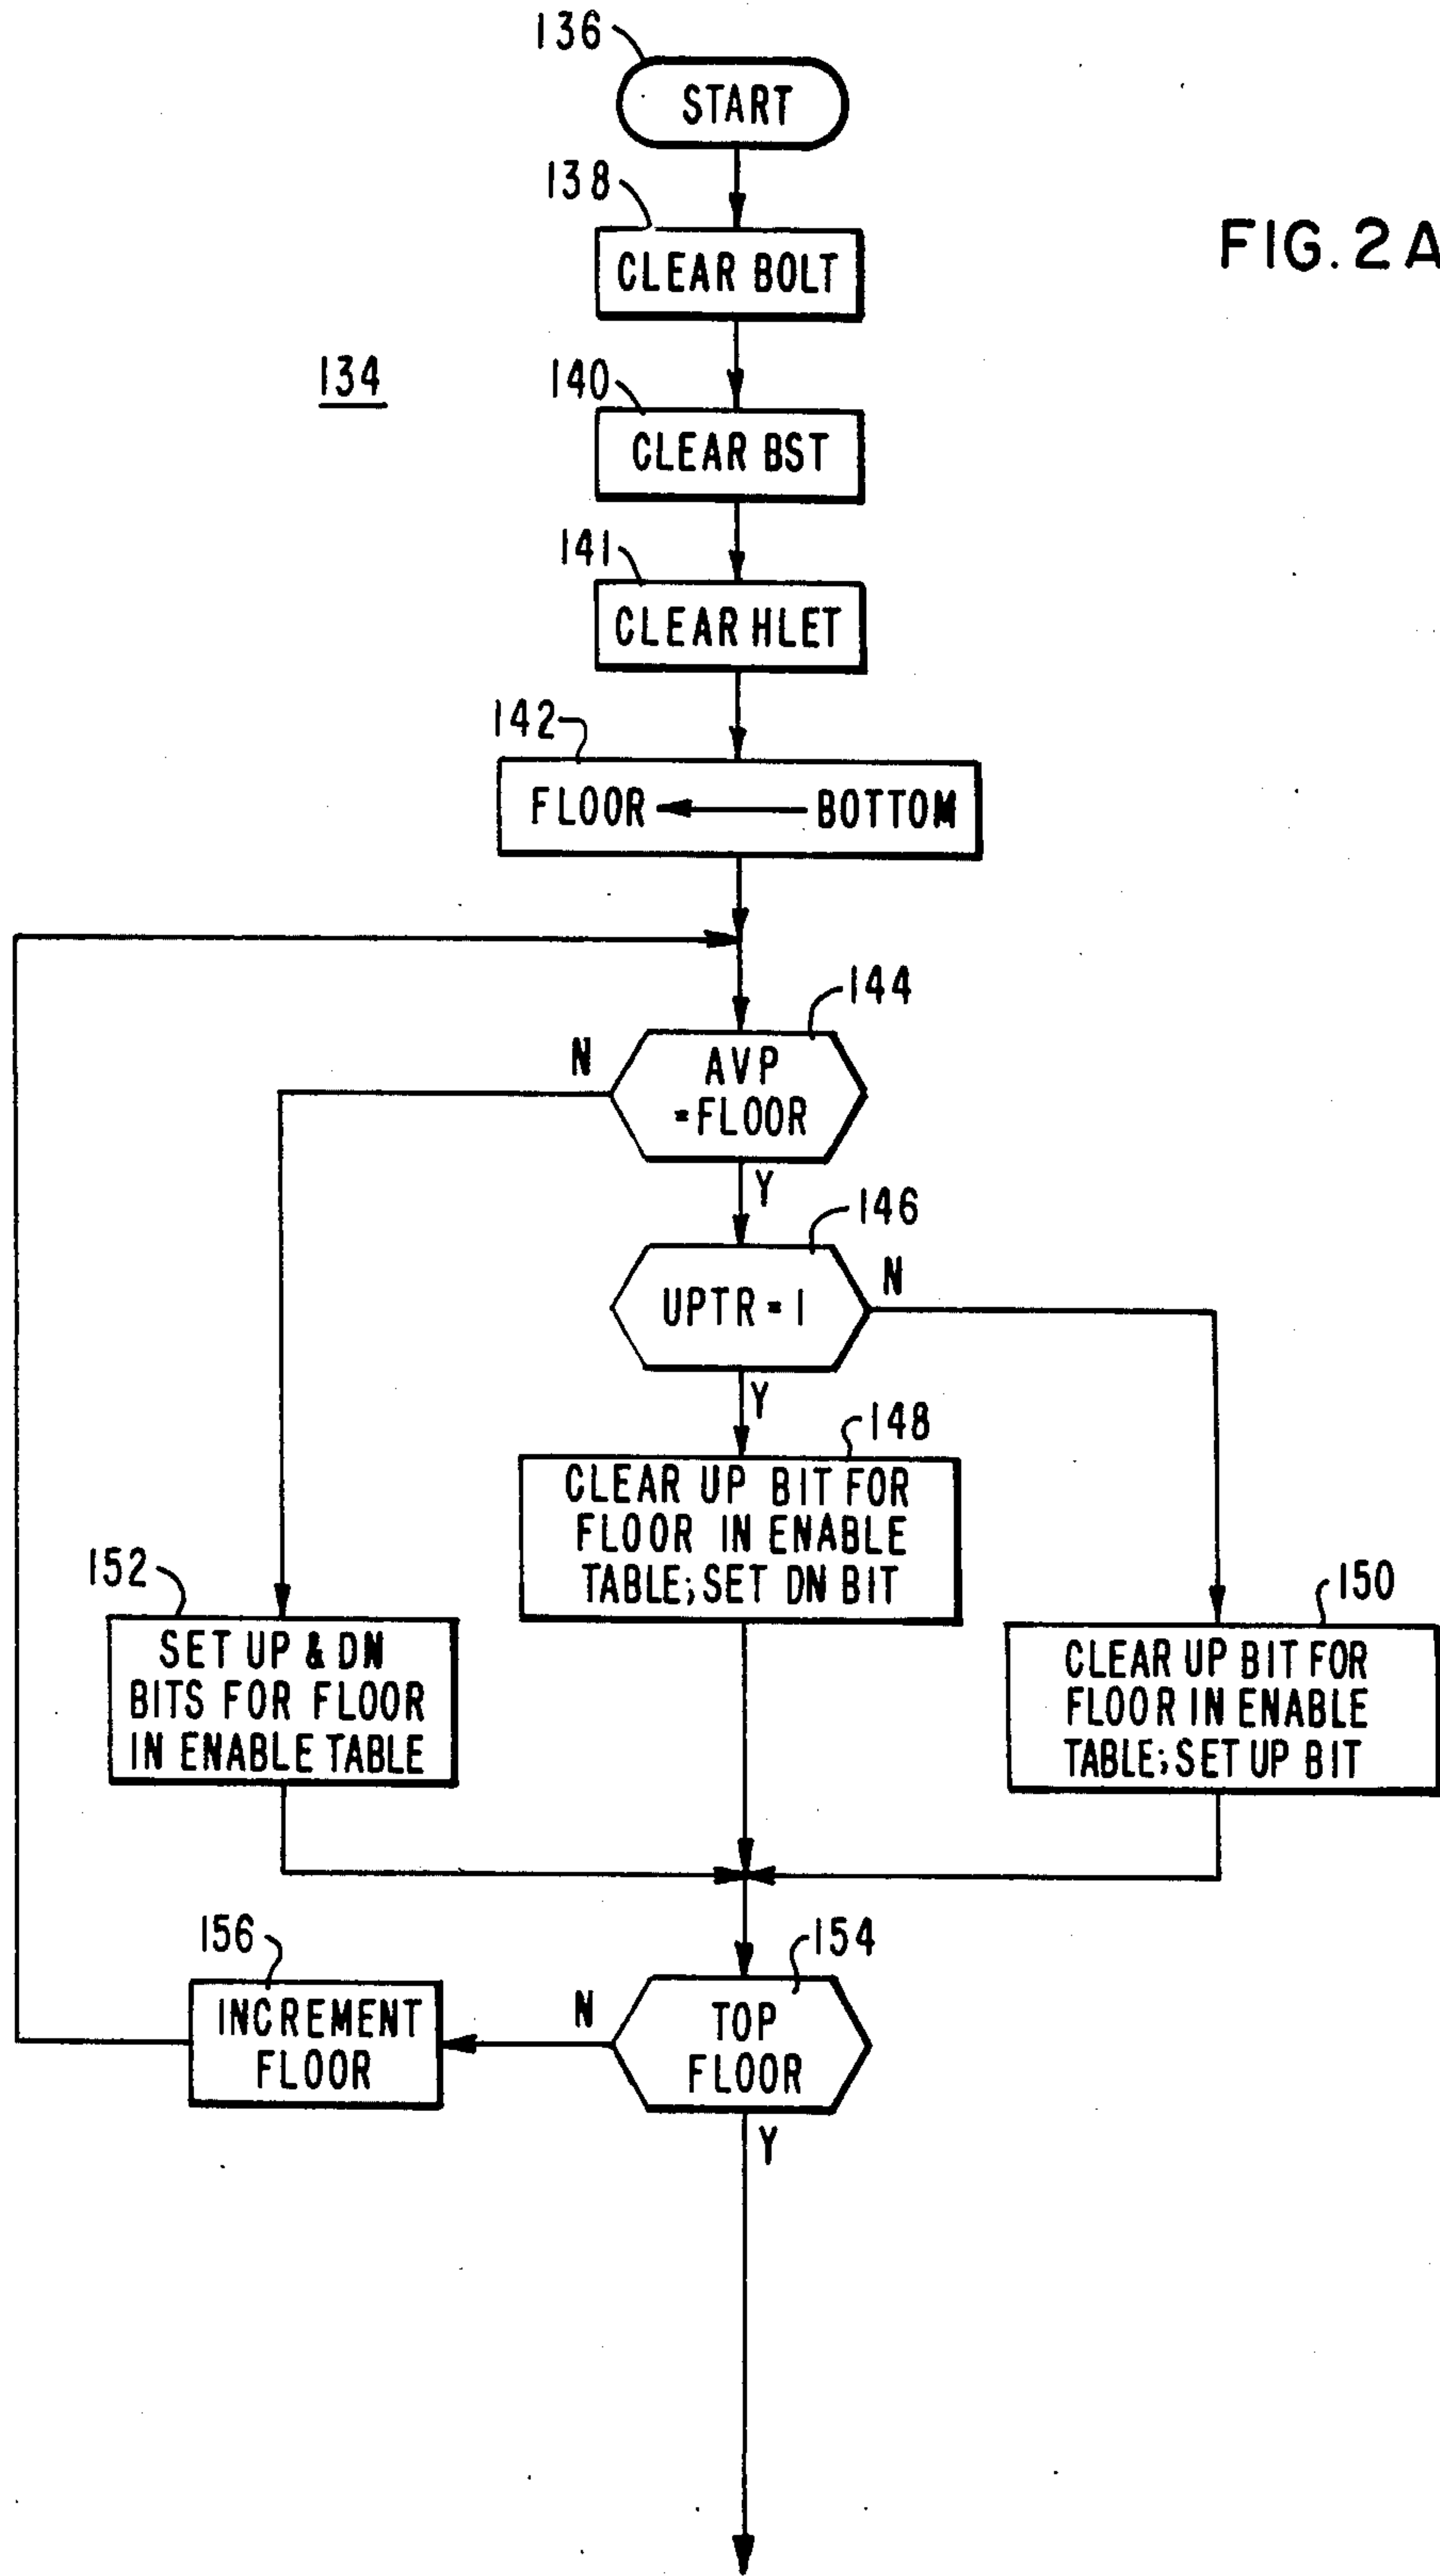 136
START
138
CLEAR BOLT
FIG. 2A
134
140
CLEAR BST
141
CLEAR HLET
142
FLOOR BOTTOM
144
N
AVP
=FLOOR
Y
146
UPTR = 1
N
Y
148
CLEAR UP BIT FOR
FLOOR IN ENABLE
TABLE; SET DN BIT
152
SET UP & DN
BITS FOR FLOOR
IN ENABLE TABLE
150
CLEAR UP BIT FOR
FLOOR IN ENABLE
TABLE; SET UP BIT
156
INCREMENT
FLOOR
N
154
TOP
FLOOR
Y